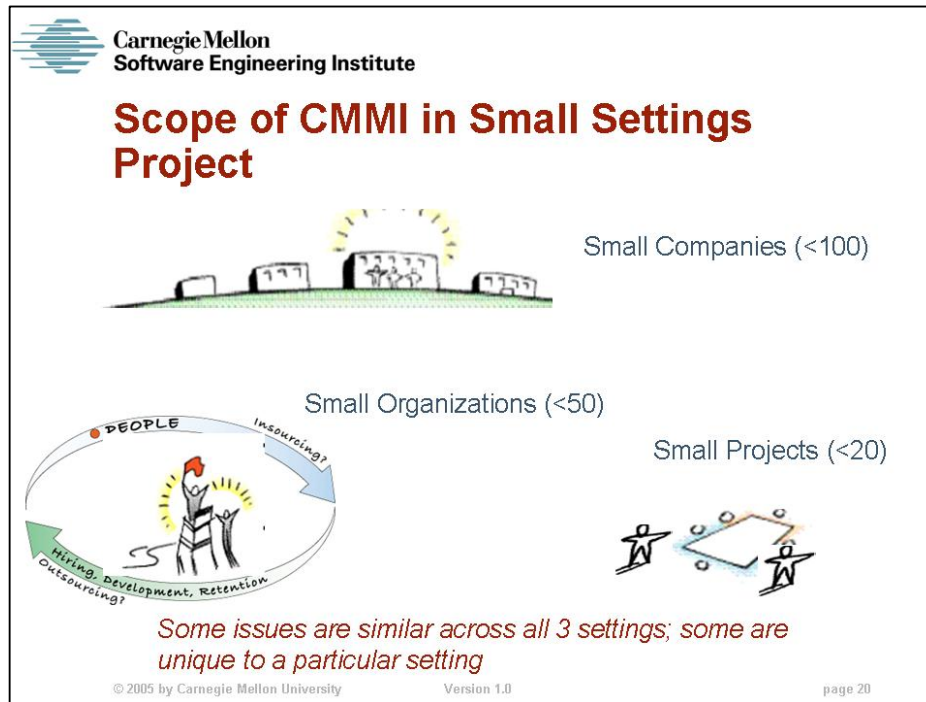 Carnegie Mellon
Software Engineering Institute
Scope of CMMI in Small Settings
Project
Small Companies (<100)
Small Organizations (<50)
PEOPLE
Insourcing?
Small Projects (<20)
Hiring, Development, Retention
Outsourcing?
Some issues are similar across all 3 settings; some are
unique to a particular setting
© 2005 by Carnegie Mellon University
Version 1.0
page 20